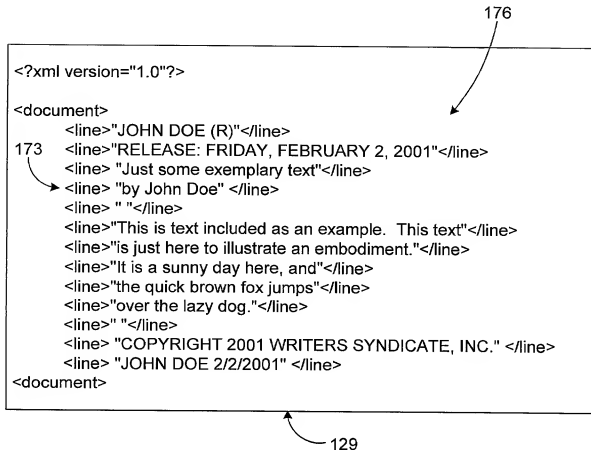 176
<?xml version="1.0"?>
<document>
<line>"JOHN DOE (R)"</line>
173
<line>"RELEASE: FRIDAY, FEBRUARY 2, 2001"</line>
<line> "Just some exemplary text"</line>
<line> "by John Doe" </line>
<line> " "</line>
<line>"This is text included as an example.  This text"</line>
<line>"is just here to illustrate an embodiment."</line>
<line>"It is a sunny day here, and"</line>
<line>"the quick brown fox jumps"</line>
<line>"over the lazy dog."</line>
<line>" "</line>
<line> "COPYRIGHT 2001 WRITERS SYNDICATE, INC." </line>
<line> "JOHN DOE 2/2/2001" </line>
<document>
129